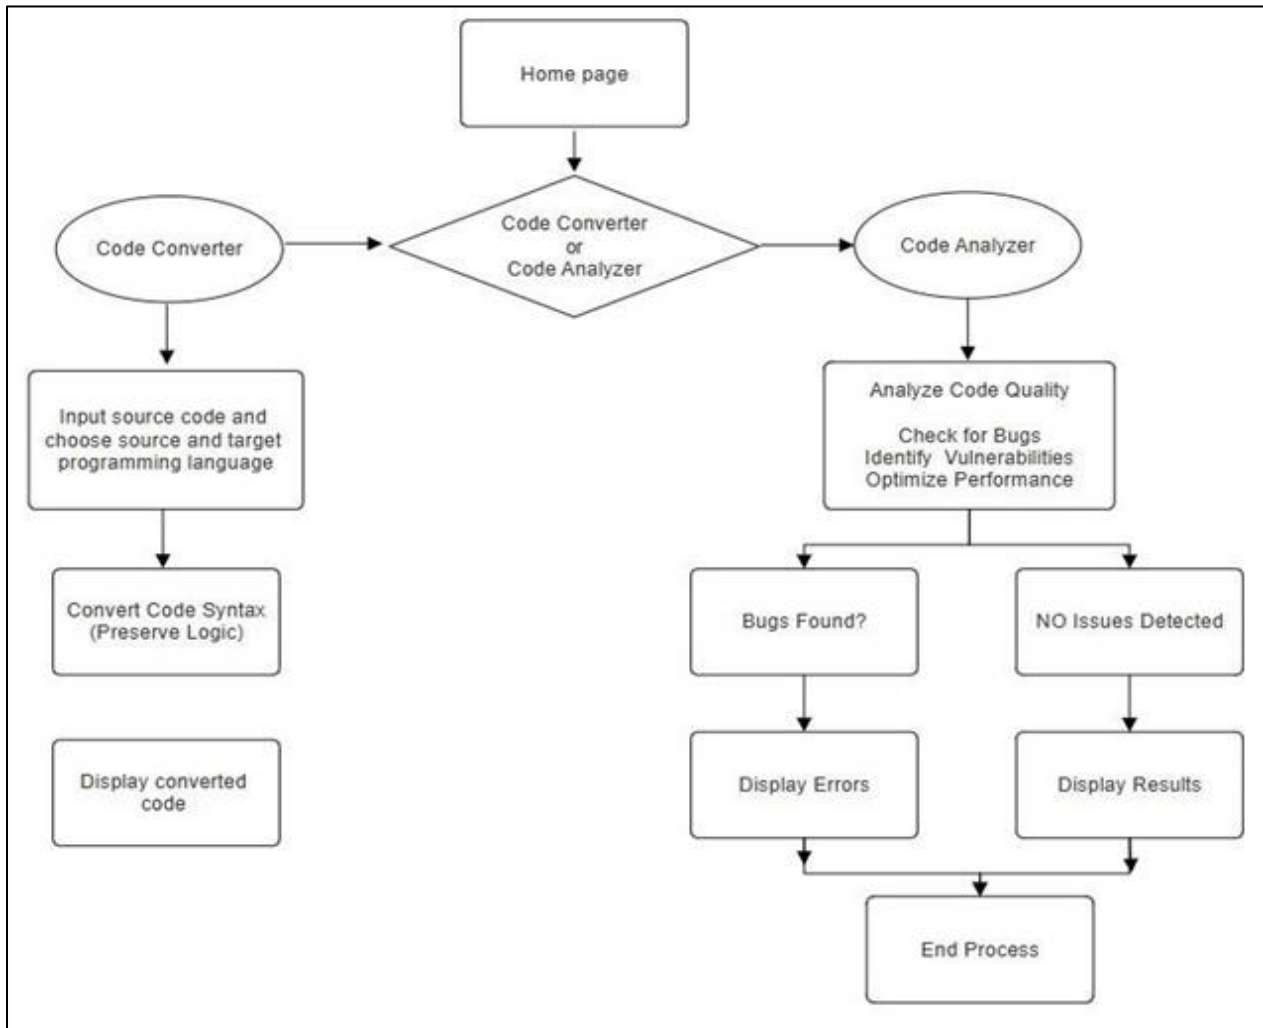 Home page
Code Converter
Code Converter
or
Code Analyzer
Code Analyzer
Input source code and
choose source and target
programming language
Analyze Code Quality
Check for Bugs
Identify Vulnerabilities
Optimize Performance
Convert Code Syntax
(Preserve Logic)
Bugs Found?
NO Issues Detected
Display converted
code
Display Errors
Display Results
End Process